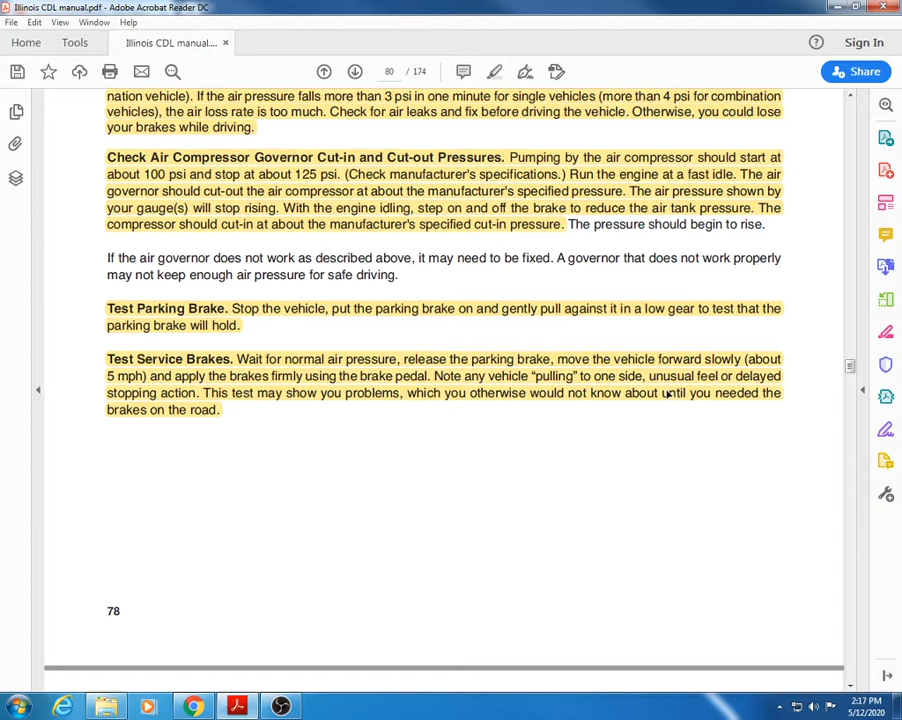 Illinois CDL manual.pdf - Adobe Acrobat Reader DC
File Edit View Window Help
Home Tools Illinois CDL manual.... × Sign In
80 / 174 Share
nation vehicle). If the air pressure falls more than 3 psi in one minute for single vehicles (more than 4 psi for combination
vehicles), the air loss rate is too much. Check for air leaks and fix before driving the vehicle. Otherwise, you could lose
your brakes while driving.
Check Air Compressor Governor Cut-in and Cut-out Pressures. Pumping by the air compressor should start at
about 100 psi and stop at about 125 psi. (Check manufacturer's specifications.) Run the engine at a fast idle. The air
governor should cut-out the air compressor at about the manufacturer's specified pressure. The air pressure shown by
your gauge(s) will stop rising. With the engine idling, step on and off the brake to reduce the air tank pressure. The
compressor should cut-in at about the manufacturer's specified cut-in pressure. The pressure should begin to rise.
If the air governor does not work as described above, it may need to be fixed. A governor that does not work properly
may not keep enough air pressure for safe driving.
Test Parking Brake. Stop the vehicle, put the parking brake on and gently pull against it in a low gear to test that the
parking brake will hold.
Test Service Brakes. Wait for normal air pressure, release the parking brake, move the vehicle forward slowly (about
5 mph) and apply the brakes firmly using the brake pedal. Note any vehicle “pulling” to one side, unusual feel or delayed
stopping action. This test may show you problems, which you otherwise would not know about until you needed the
brakes on the road.
78
2:17 PM
5/12/2020